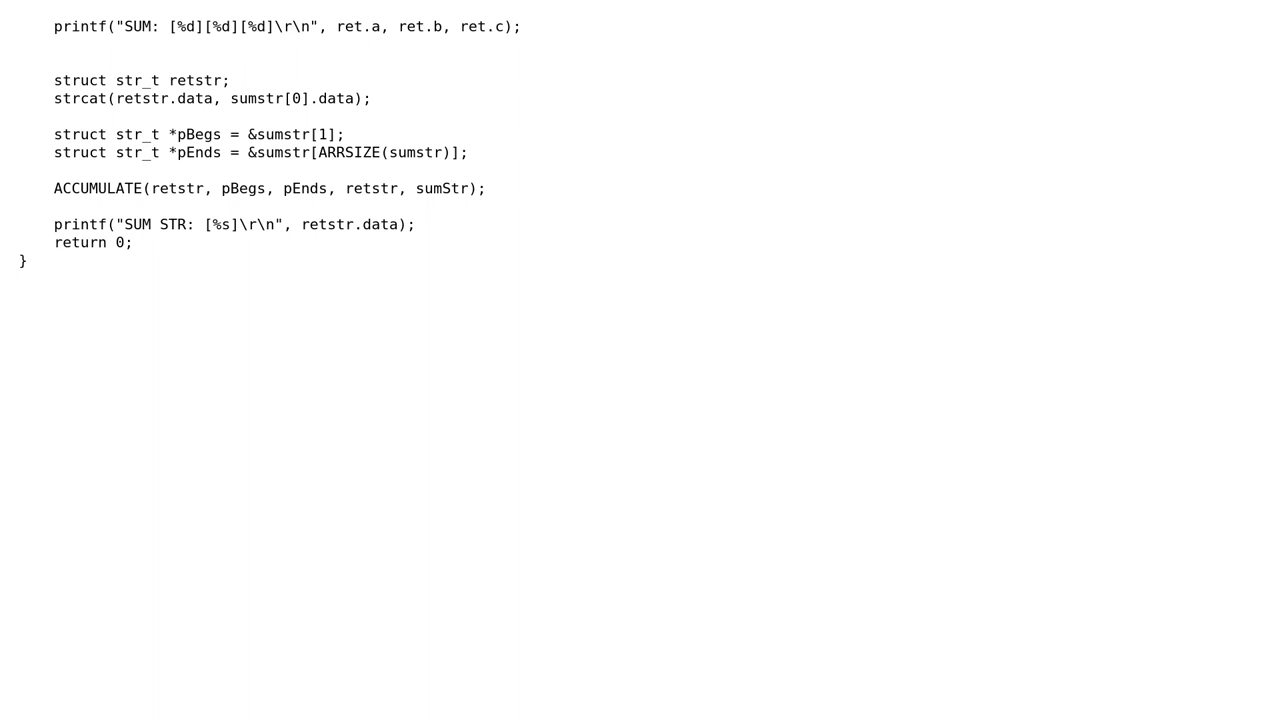 printf("SUM: [%d][%d][%d]\r\n", ret.a, ret.b, ret.c);
    struct str_t retstr;
    strcat(retstr.data, sumstr[0].data);
    struct str_t *pBegs = &sumstr[1];
    struct str_t *pEnds = &sumstr[ARRSIZE(sumstr)];
    ACCUMULATE(retstr, pBegs, pEnds, retstr, sumStr);
    printf("SUM STR: [%s]\r\n", retstr.data);
    return 0;
}